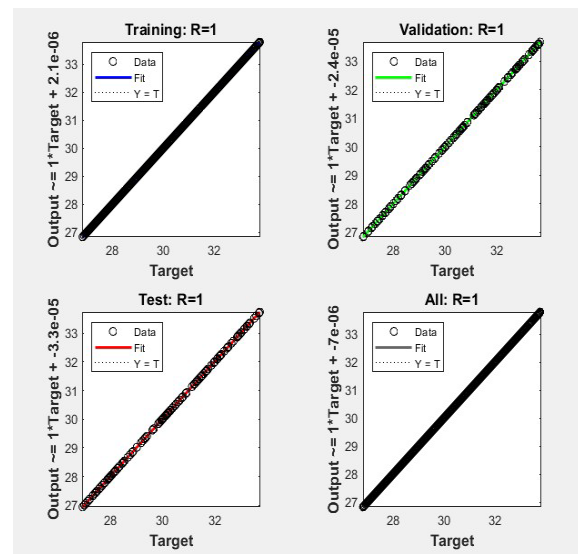 Training: R=1
Output ~= 1*Target + 2.1e-06
33
32
31
30
29
28
27
Data
Fit
Y = T
28
30
32
Target
Validation: R=1
Output ~= 1*Target + -2.4e-05
33
32
31
30
29
28
27
Data
Fit
Y = T
28
30
32
Target
Test: R=1
Output ~= 1*Target + -3.3e-05
33
32
31
30
29
28
27
Data
Fit
Y = T
28
30
32
Target
All: R=1
Output ~= 1*Target + -7e-06
33
32
31
30
29
28
27
Data
Fit
Y = T
28
30
32
Target